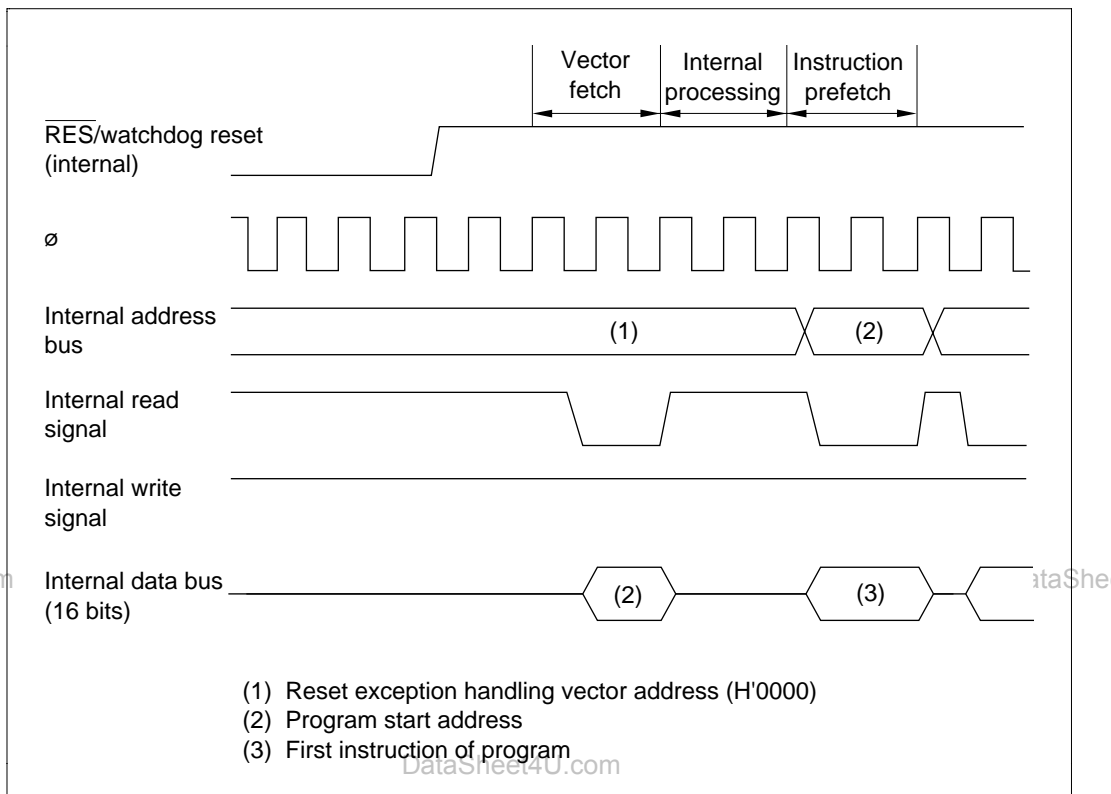 Vector fetch
Internal processing
Instruction prefetch
RES/watchdog reset
(internal)
ø
Internal address
bus
(1)
(2)
Internal read
signal
Internal write
signal
Internal data bus
(16 bits)
(2)
(3)
(1) Reset exception handling vector address (H'0000)
(2) Program start address
(3) First instruction of program
DataSheet4U.com
m
ataShe